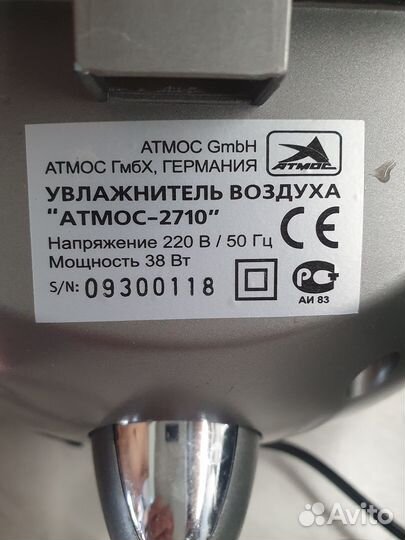 АТМОС GmbH
АТМОС ГмбХ, ГЕРМАНИЯ
АТМОС
УВЛАЖНИТЕЛЬ ВОЗДУХА
"АТМОС-2710"
Напряжение 220 В / 50 Гц
Мощность 38 Вт
CE
S/N: 09300118
РСТ
АИ 83
Avito